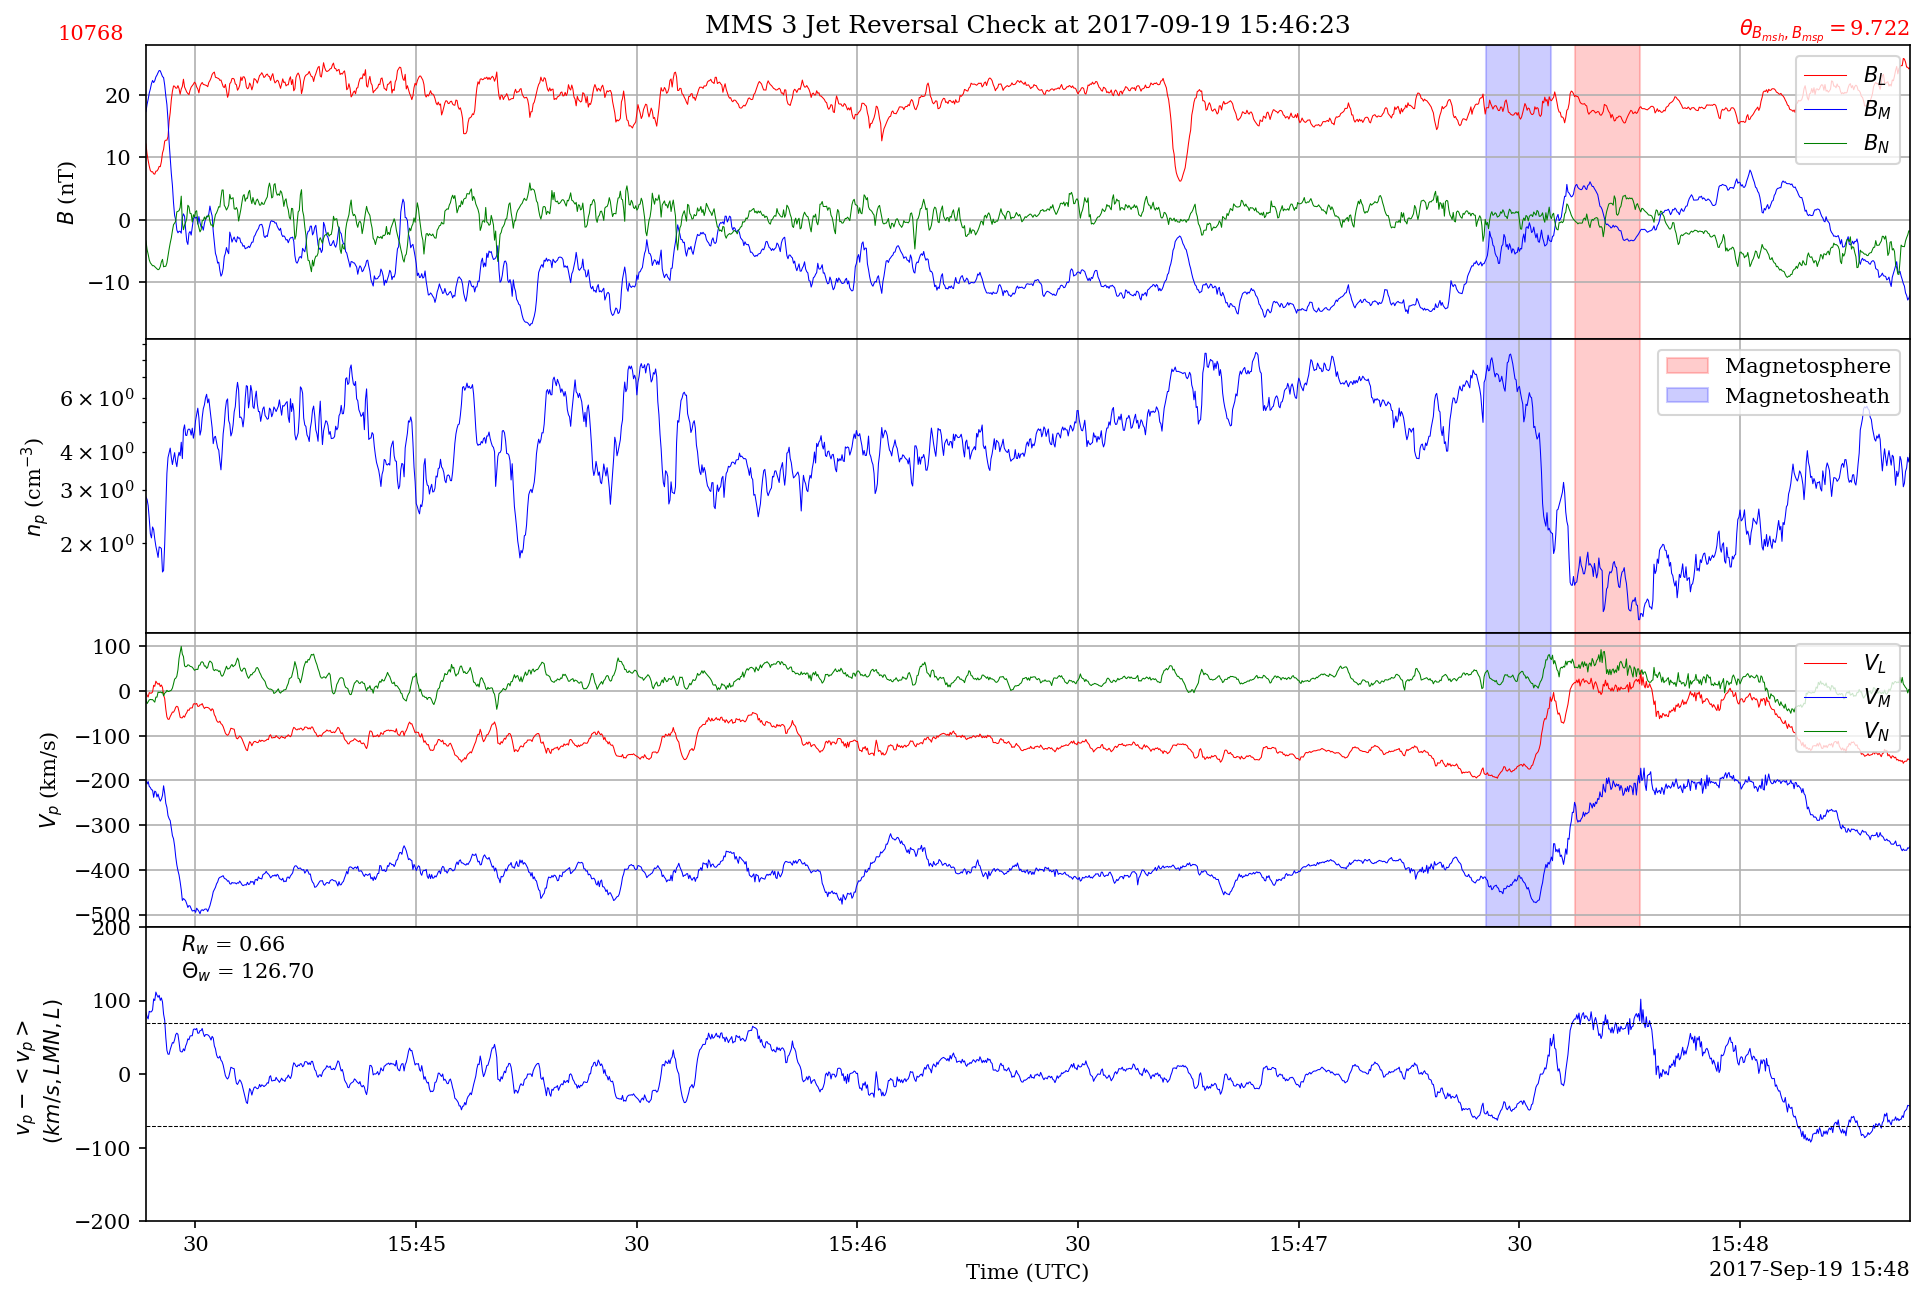 MMS 3 Jet Reversal Check at 2017-09-19 15:46:23
10768
θ_{B_{msh}, B_{msp}} = 9.722
B (nT)
20
10
0
−10
B_L
B_M
B_N
n_p (cm^{−3})
6 × 10^0
4 × 10^0
3 × 10^0
2 × 10^0
Magnetosphere
Magnetosheath
V_p (km/s)
100
0
−100
−200
−300
−400
−500
V_L
V_M
V_N
v_p − < v_p >
(km/s, LMN, L)
200
100
0
−100
−200
R_w = 0.66
Θ_w = 126.70
30
15:45
30
15:46
30
15:47
30
15:48
Time (UTC)
2017-Sep-19 15:48